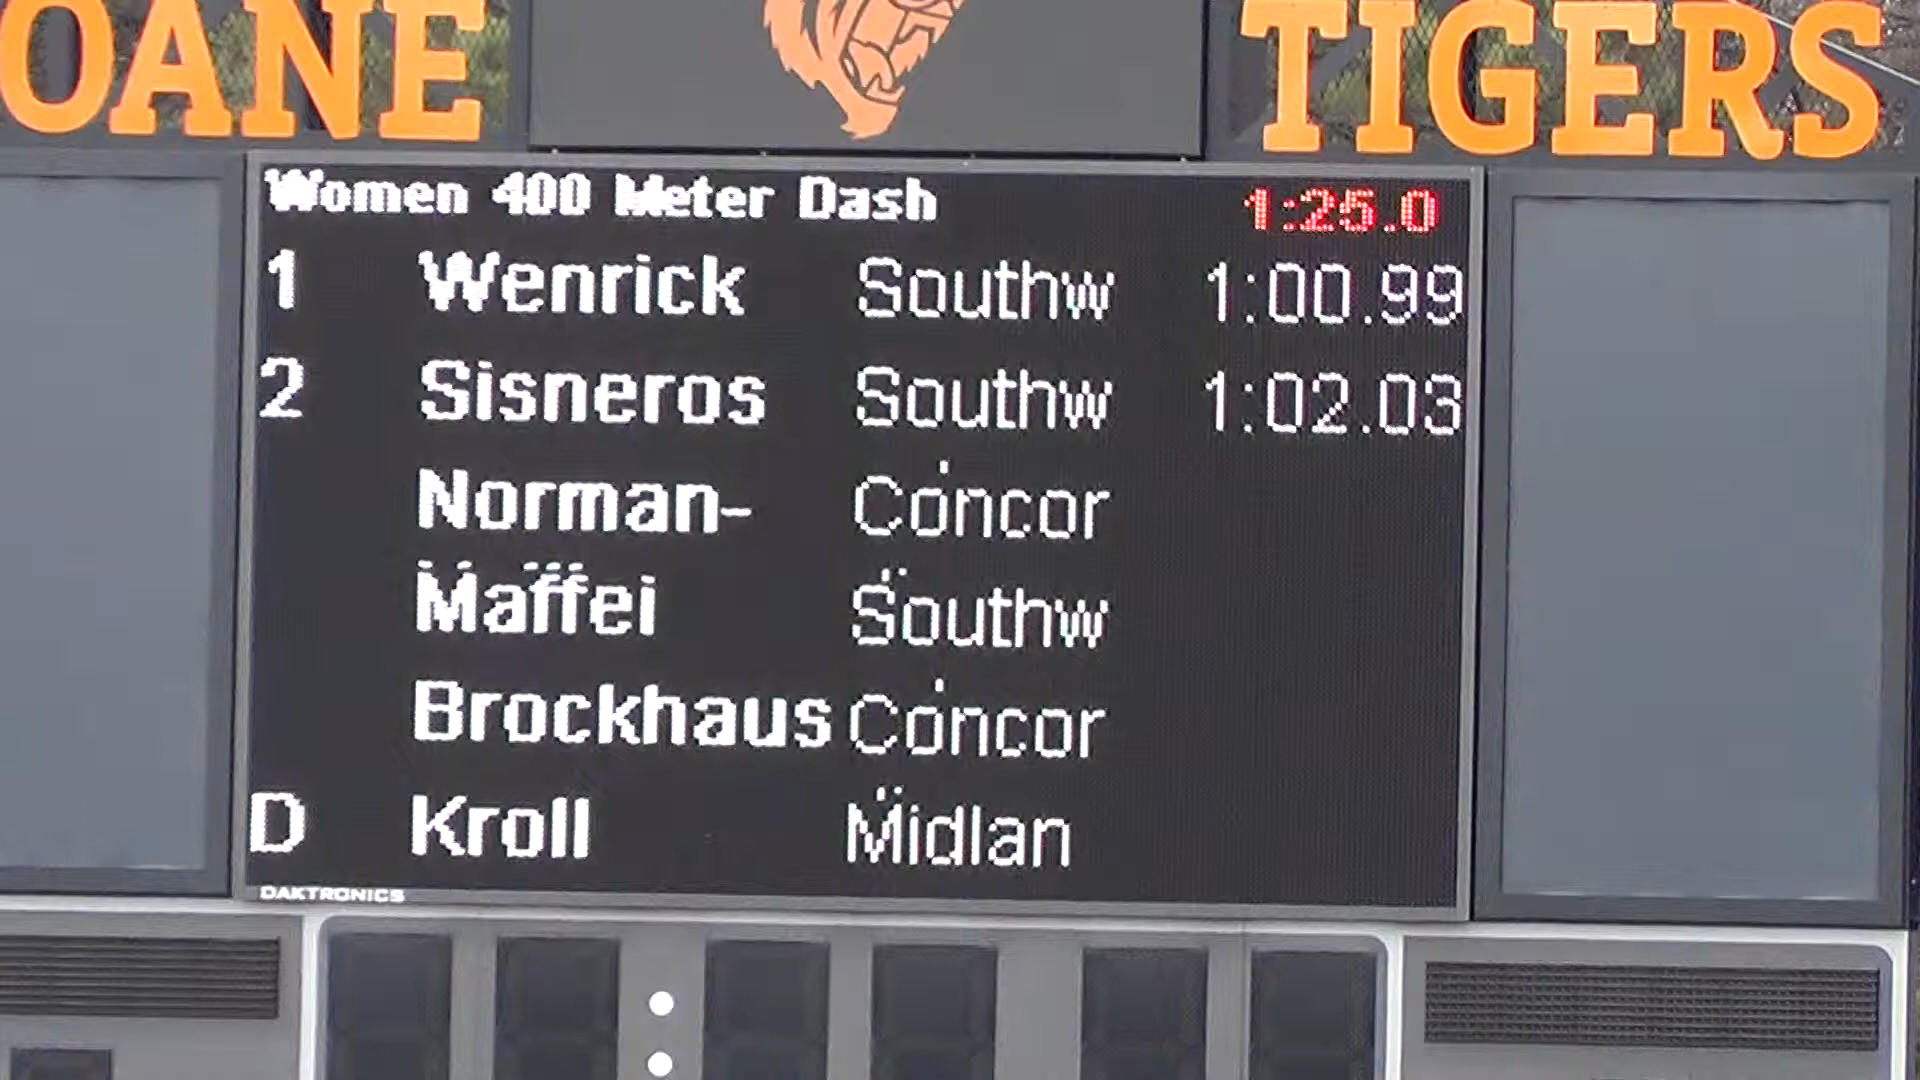 OANE TIGERS
Women 400 Meter Dash 1:25.0
1 Wenrick Southw 1:00.99
2 Sisneros Southw 1:02.03
Norman- Concor
Maffei Southw
Brockhaus Concor
D Kroll Midlan
DAKTRONICS